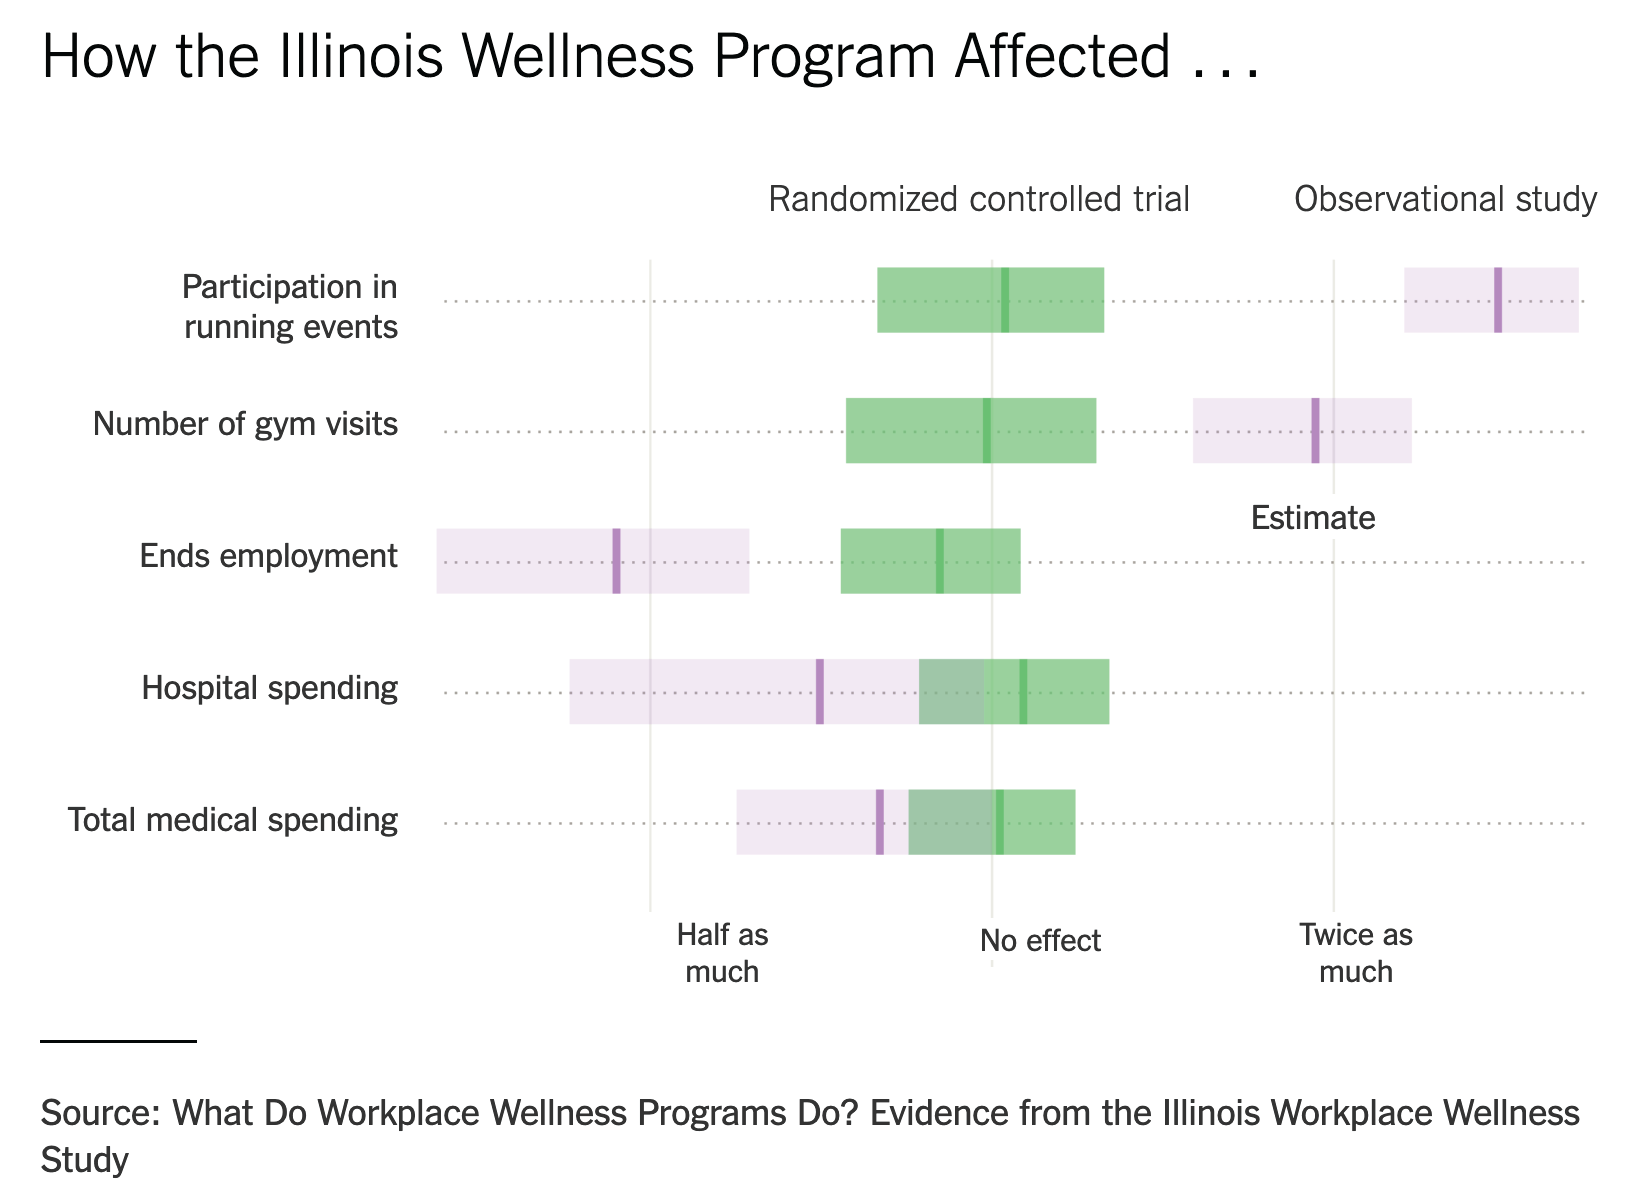 How the Illinois Wellness Program Affected . . .
Randomized controlled trial
Observational study
Participation in
running events
Number of gym visits
Estimate
Ends employment
Hospital spending
Total medical spending
Half as
much
No effect
Twice as
much
Source: What Do Workplace Wellness Programs Do? Evidence from the Illinois Workplace Wellness
Study